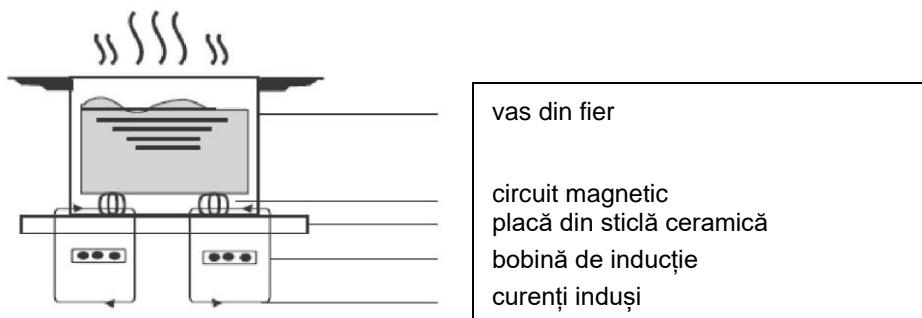 vas din fier
circuit magnetic
placă din sticlă ceramică
bobină de inducție
curenți induși